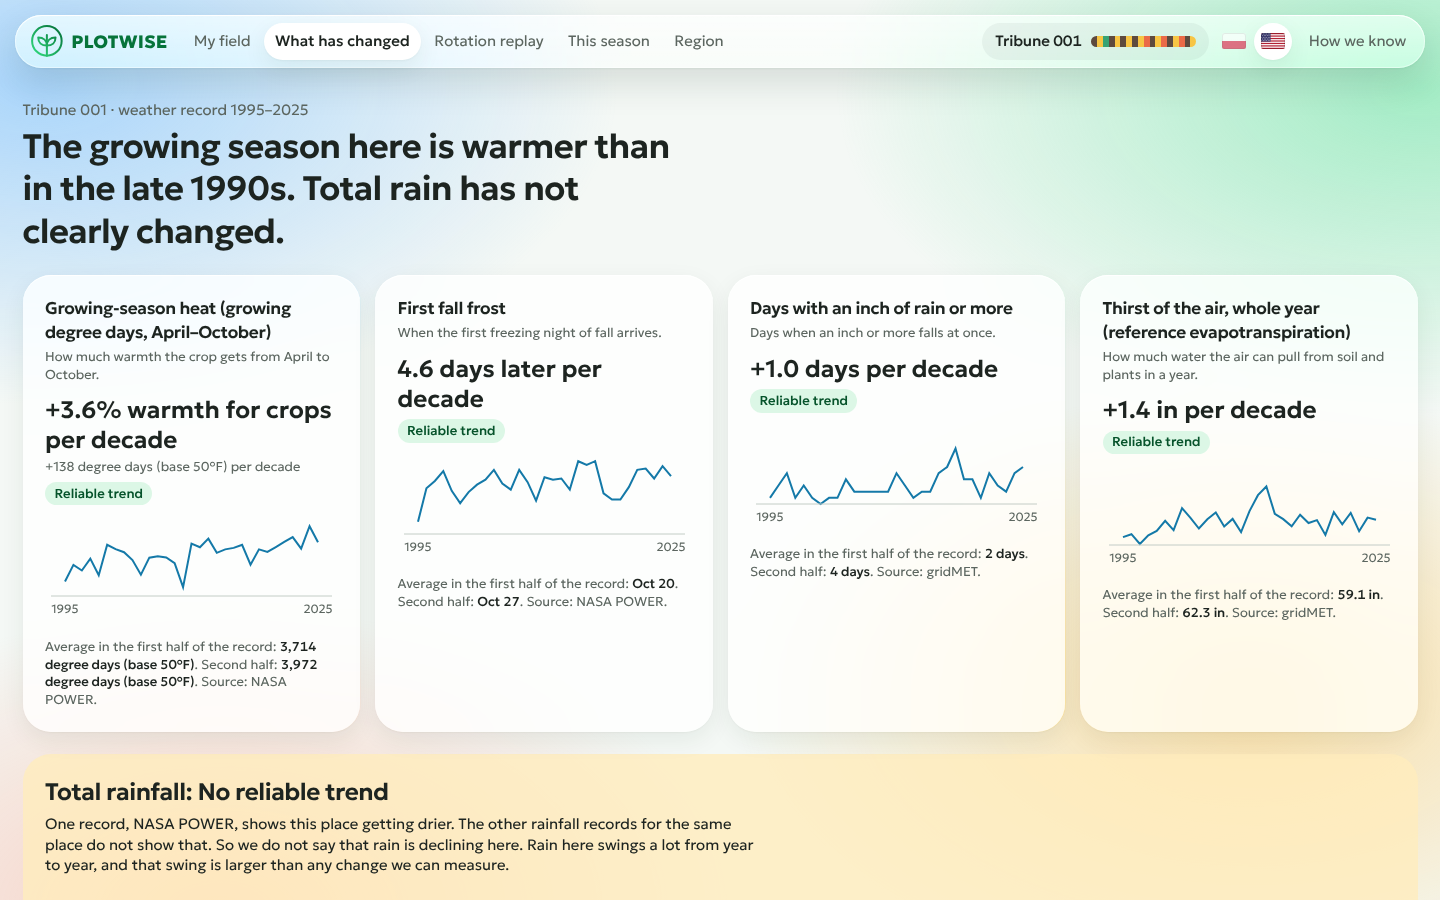 PLOTWISE
My field
What has changed
Rotation replay
This season
Region
Tribune 001
How we know
Tribune 001 · weather record 1995–2025
The growing season here is warmer than
in the late 1990s. Total rain has not
clearly changed.
Growing-season heat (growing
degree days, April–October)
How much warmth the crop gets from April to
October.
+3.6% warmth for crops
per decade
+138 degree days (base 50°F) per decade
Reliable trend
1995
2025
Average in the first half of the record: 3,714
degree days (base 50°F). Second half: 3,972
degree days (base 50°F). Source: NASA
POWER.
First fall frost
When the first freezing night of fall arrives.
4.6 days later per
decade
Reliable trend
1995
2025
Average in the first half of the record: Oct 20.
Second half: Oct 27. Source: NASA POWER.
Days with an inch of rain or more
Days when an inch or more falls at once.
+1.0 days per decade
Reliable trend
1995
2025
Average in the first half of the record: 2 days.
Second half: 4 days. Source: gridMET.
Thirst of the air, whole year
(reference evapotranspiration)
How much water the air can pull from soil and
plants in a year.
+1.4 in per decade
Reliable trend
1995
2025
Average in the first half of the record: 59.1 in.
Second half: 62.3 in. Source: gridMET.
Total rainfall: No reliable trend
One record, NASA POWER, shows this place getting drier. The other rainfall records for the same
place do not show that. So we do not say that rain is declining here. Rain here swings a lot from year
to year, and that swing is larger than any change we can measure.